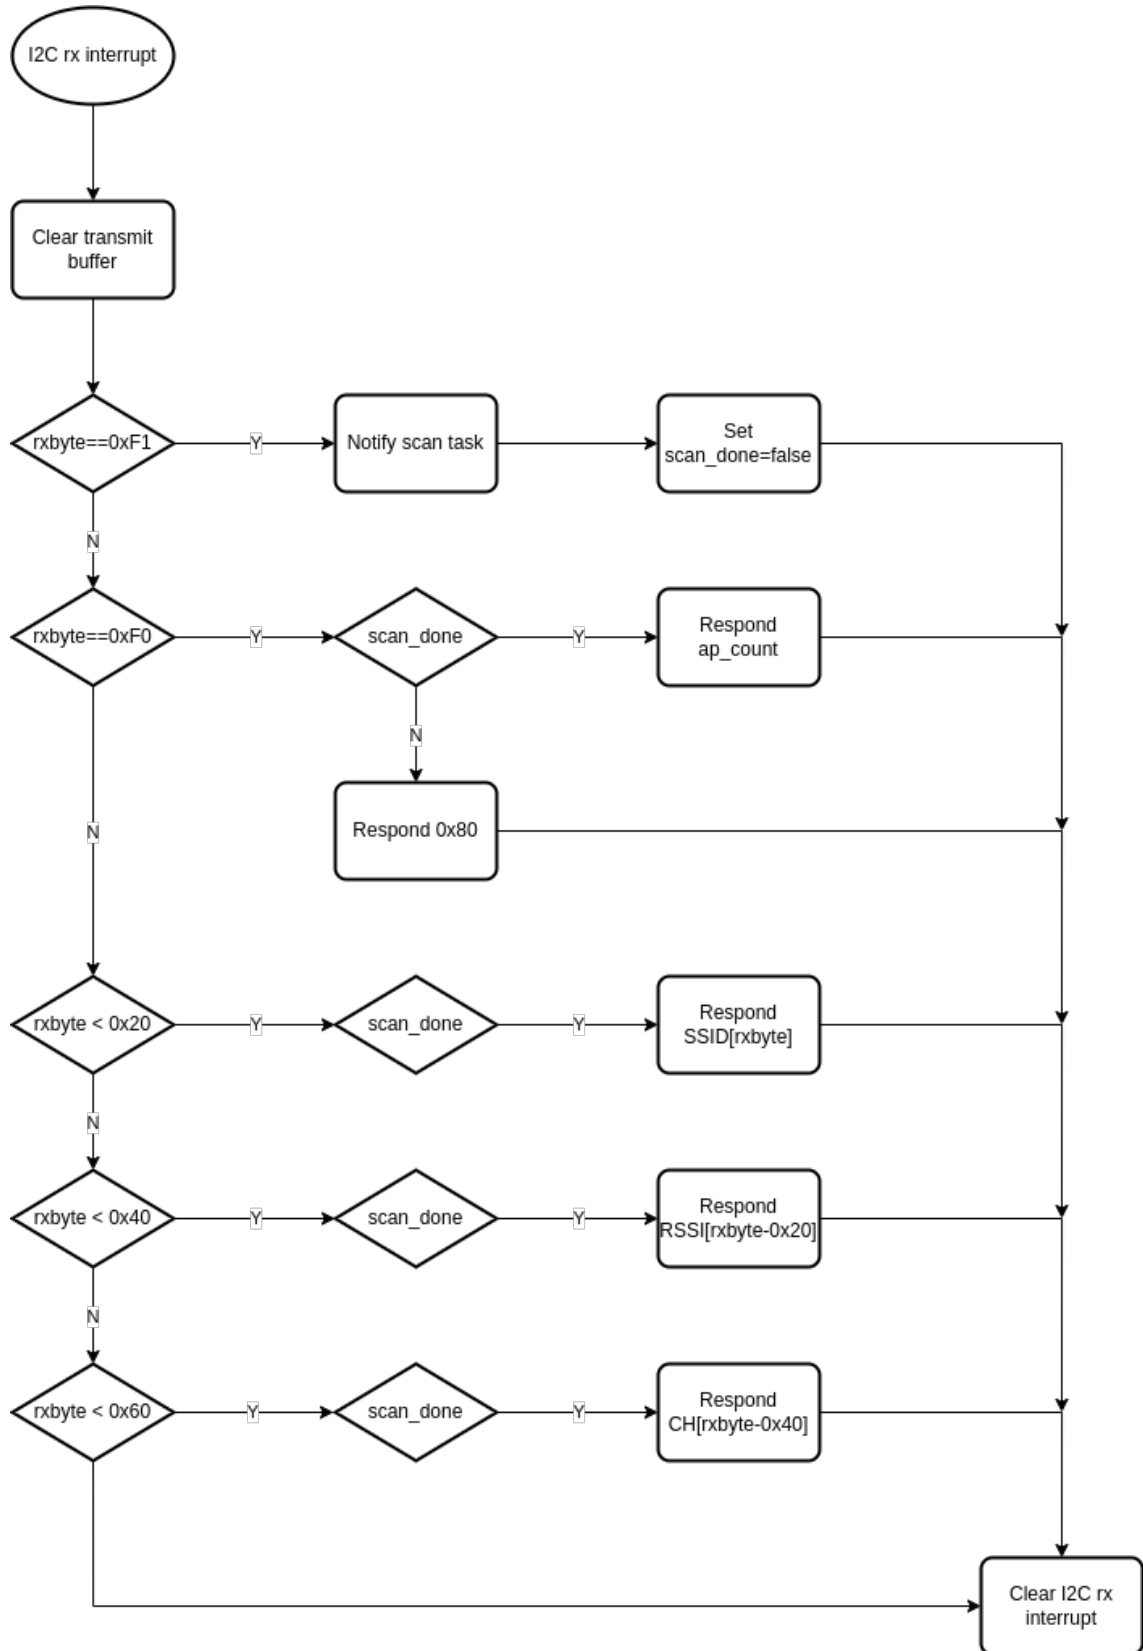 I2C rx interrupt
Clear transmit
buffer
rxbyte==0xF1
Y
Notify scan task
Set
scan_done=false
N
rxbyte==0xF0
Y
scan_done
Y
Respond
ap_count
N
Respond 0x80
N
rxbyte < 0x20
Y
scan_done
Y
Respond
SSID[rxbyte]
N
rxbyte < 0x40
Y
scan_done
Y
Respond
RSSI[rxbyte-0x20]
N
rxbyte < 0x60
Y
scan_done
Y
Respond
CH[rxbyte-0x40]
Clear I2C rx
interrupt